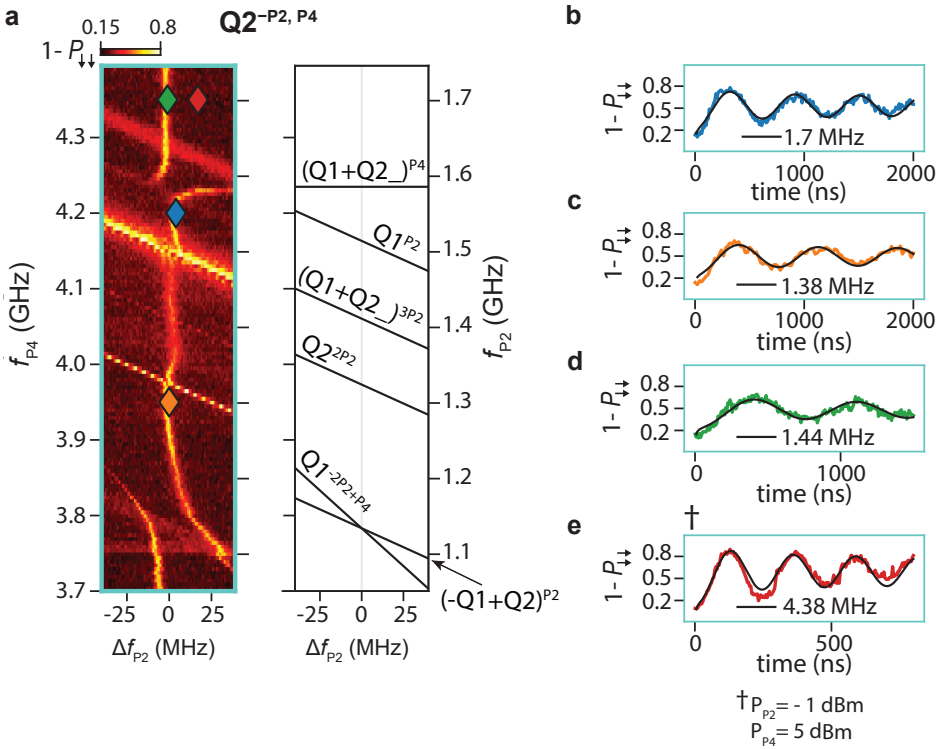 a
Q2⁻ᴾ²˒ ᴾ⁴
0.15 0.8
1- P↓↓
4.3
4.2
4.1
4.0
3.9
3.8
3.7
f_P4 (GHz)
-25 0 25
Δf_P2 (MHz)
(Q1+Q2_)^P4
Q1^P2
(Q1+Q2_)^3P2
Q2^2P2
Q1^-2P2+P4
(-Q1+Q2)^P2
1.7
1.6
1.5
1.4
1.3
1.2
1.1
f_P2 (GHz)
-25 0 25
Δf_P2 (MHz)
b
1- P↓↓
0.8
0.5
0.2
1.7 MHz
0 1000 2000
time (ns)
c
1- P↓↓
0.8
0.5
0.2
1.38 MHz
0 1000 2000
time (ns)
d
1- P↓↓
0.8
0.5
0.2
1.44 MHz
0 1000
time (ns)
e
†
1- P↓↓
0.8
0.5
0.2
4.38 MHz
0 500
time (ns)
† P_P2= - 1 dBm
P_P4= 5 dBm